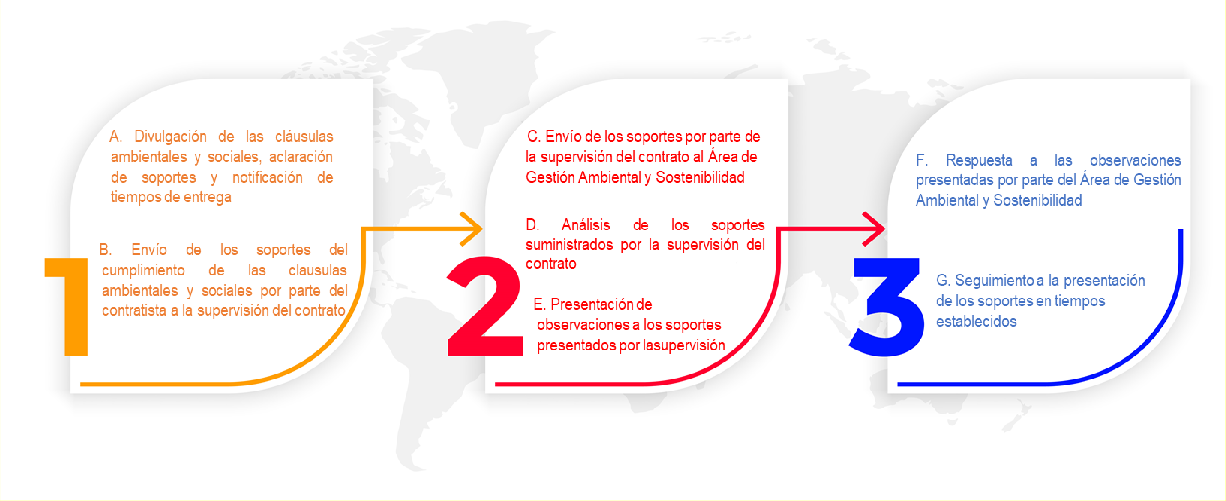 A. Divulgación de las cláusulas
ambientales y sociales, aclaración
de soportes y notificación de
tiempos de entrega
B. Envío de los soportes del
cumplimiento de las clausulas
ambientales y sociales por parte del
contratista a la supervisión del contrato
1
C. Envío de los soportes por parte de
la supervisión del contrato al Área de
Gestión Ambiental y Sostenibilidad
D. Análisis de los soportes
suministrados por la supervisión del
contrato
E. Presentación de
observaciones a los soportes
presentados por lasupervisión
2
F. Respuesta a las observaciones
presentadas por parte del Área de Gestión
Ambiental y Sostenibilidad
G. Seguimiento a la presentación
de los soportes en tiempos
establecidos
3